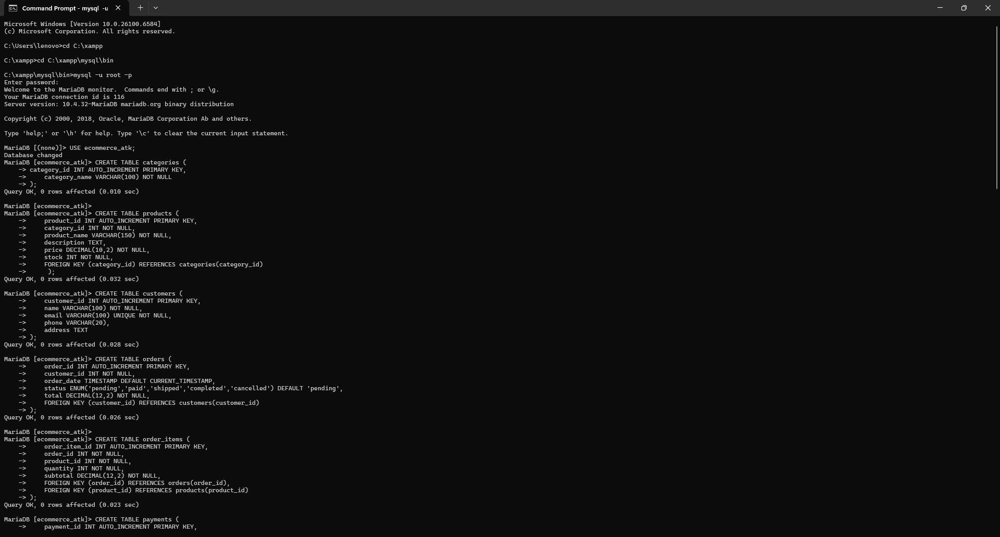 Command Prompt - mysql  -u
Microsoft Windows [Version 10.0.26100.6584]
(c) Microsoft Corporation. All rights reserved.
C:\Users\lenovo>cd C:\xampp
C:\xampp>cd C:\xampp\mysql\bin
C:\xampp\mysql\bin>mysql -u root -p
Enter password:
Welcome to the MariaDB monitor.  Commands end with ; or \g.
Your MariaDB connection id is 116
Server version: 10.4.32-MariaDB mariadb.org binary distribution
Copyright (c) 2000, 2018, Oracle, MariaDB Corporation Ab and others.
Type 'help;' or '\h' for help. Type '\c' to clear the current input statement.
MariaDB [(none)]> USE ecommerce_atk;
Database changed
MariaDB [ecommerce_atk]> CREATE TABLE categories (
    -> category_id INT AUTO_INCREMENT PRIMARY KEY,
    ->     category_name VARCHAR(100) NOT NULL
    -> );
Query OK, 0 rows affected (0.010 sec)
MariaDB [ecommerce_atk]>
MariaDB [ecommerce_atk]> CREATE TABLE products (
    ->     product_id INT AUTO_INCREMENT PRIMARY KEY,
    ->     category_id INT NOT NULL,
    ->     product_name VARCHAR(150) NOT NULL,
    ->     description TEXT,
    ->     price DECIMAL(10,2) NOT NULL,
    ->     stock INT NOT NULL,
    ->     FOREIGN KEY (category_id) REFERENCES categories(category_id)
    ->      );
Query OK, 0 rows affected (0.032 sec)
MariaDB [ecommerce_atk]> CREATE TABLE customers (
    ->     customer_id INT AUTO_INCREMENT PRIMARY KEY,
    ->     name VARCHAR(100) NOT NULL,
    ->     email VARCHAR(100) UNIQUE NOT NULL,
    ->     phone VARCHAR(20),
    ->     address TEXT
    -> );
Query OK, 0 rows affected (0.028 sec)
MariaDB [ecommerce_atk]> CREATE TABLE orders (
    ->     order_id INT AUTO_INCREMENT PRIMARY KEY,
    ->     customer_id INT NOT NULL,
    ->     order_date TIMESTAMP DEFAULT CURRENT_TIMESTAMP,
    ->     status ENUM('pending','paid','shipped','completed','cancelled') DEFAULT 'pending',
    ->     total DECIMAL(12,2) NOT NULL,
    ->     FOREIGN KEY (customer_id) REFERENCES customers(customer_id)
    -> );
Query OK, 0 rows affected (0.026 sec)
MariaDB [ecommerce_atk]>
MariaDB [ecommerce_atk]> CREATE TABLE order_items (
    ->     order_item_id INT AUTO_INCREMENT PRIMARY KEY,
    ->     order_id INT NOT NULL,
    ->     product_id INT NOT NULL,
    ->     quantity INT NOT NULL,
    ->     subtotal DECIMAL(12,2) NOT NULL,
    ->     FOREIGN KEY (order_id) REFERENCES orders(order_id),
    ->     FOREIGN KEY (product_id) REFERENCES products(product_id)
    -> );
Query OK, 0 rows affected (0.023 sec)
MariaDB [ecommerce_atk]> CREATE TABLE payments (
    ->     payment_id INT AUTO_INCREMENT PRIMARY KEY,